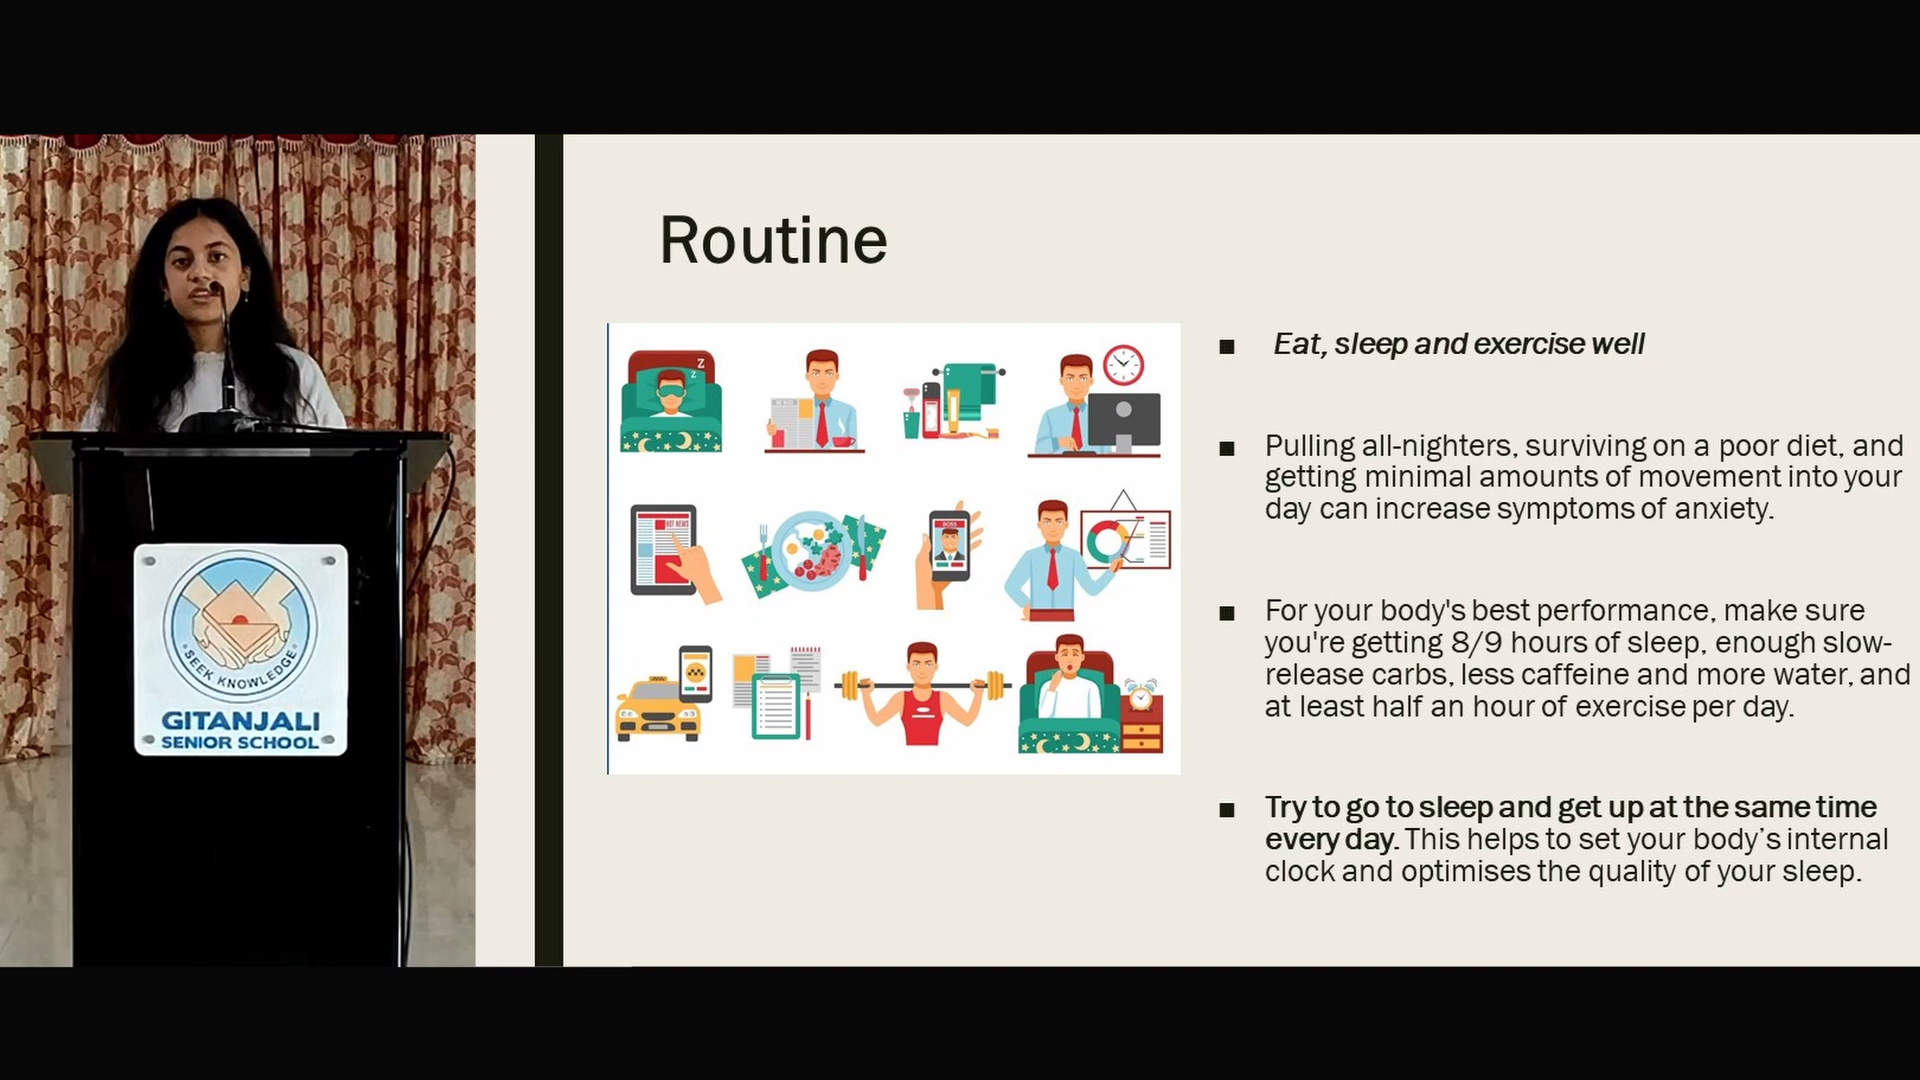 Routine
Eat, sleep and exercise well
Pulling all-nighters, surviving on a poor diet, and
getting minimal amounts of movement into your
day can increase symptoms of anxiety.
For your body's best performance, make sure
you're getting 8/9 hours of sleep, enough slow-
release carbs, less caffeine and more water, and
at least half an hour of exercise per day.
Try to go to sleep and get up at the same time
every day. This helps to set your body’s internal
clock and optimises the quality of your sleep.
Z
Z
HOT NEWS
BOSS
SEEK KNOWLEDGE
GITANJALI
SENIOR SCHOOL